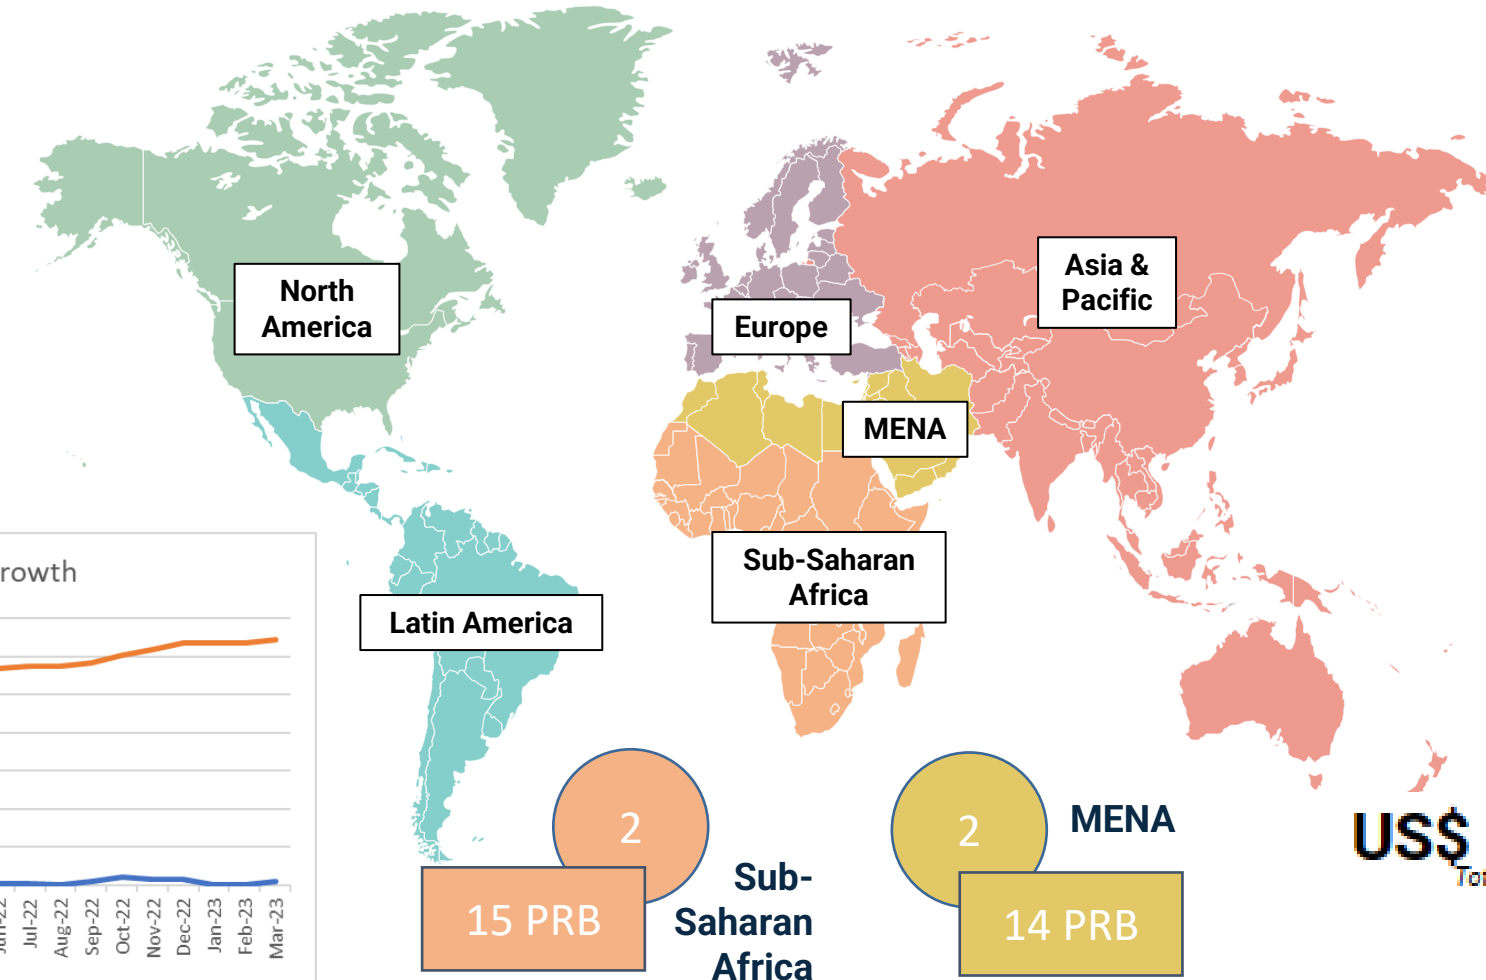 North
America
Europe
Asia &
Pacific
MENA
Sub-Saharan
Africa
Latin America
rowth
Jul-22
Aug-22
Sep-22
Oct-22
Nov-22
Dec-22
Jan-23
Feb-23
Mar-23
2
15 PRB
Sub-
Saharan
Africa
2
14 PRB
MENA
US$